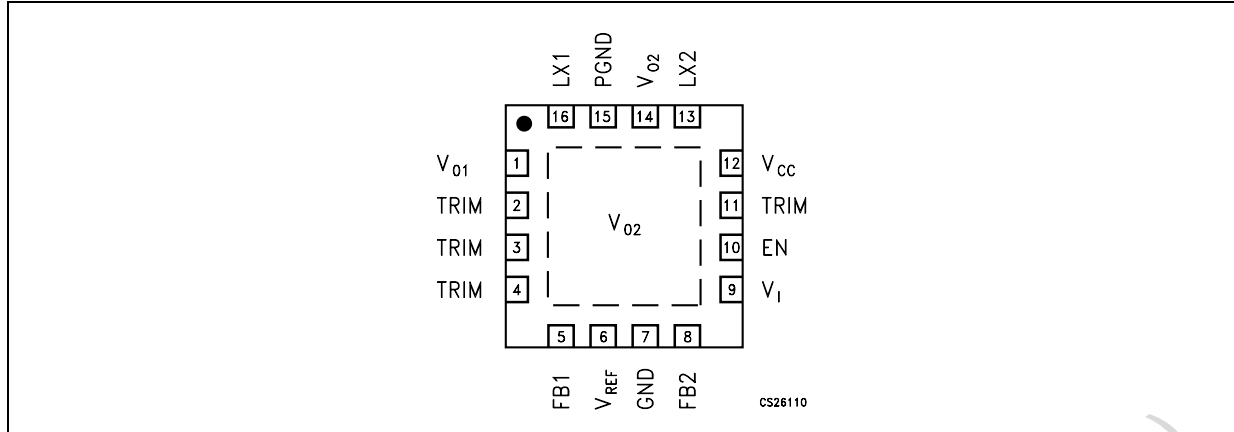 LX1 PGND V02 LX2
16 15 14 13
V01 1 12 VCC
TRIM 2 11 TRIM
V02
TRIM 3 10 EN
TRIM 4 9 VI
5 6 7 8
FB1 VREF GND FB2
CS26110